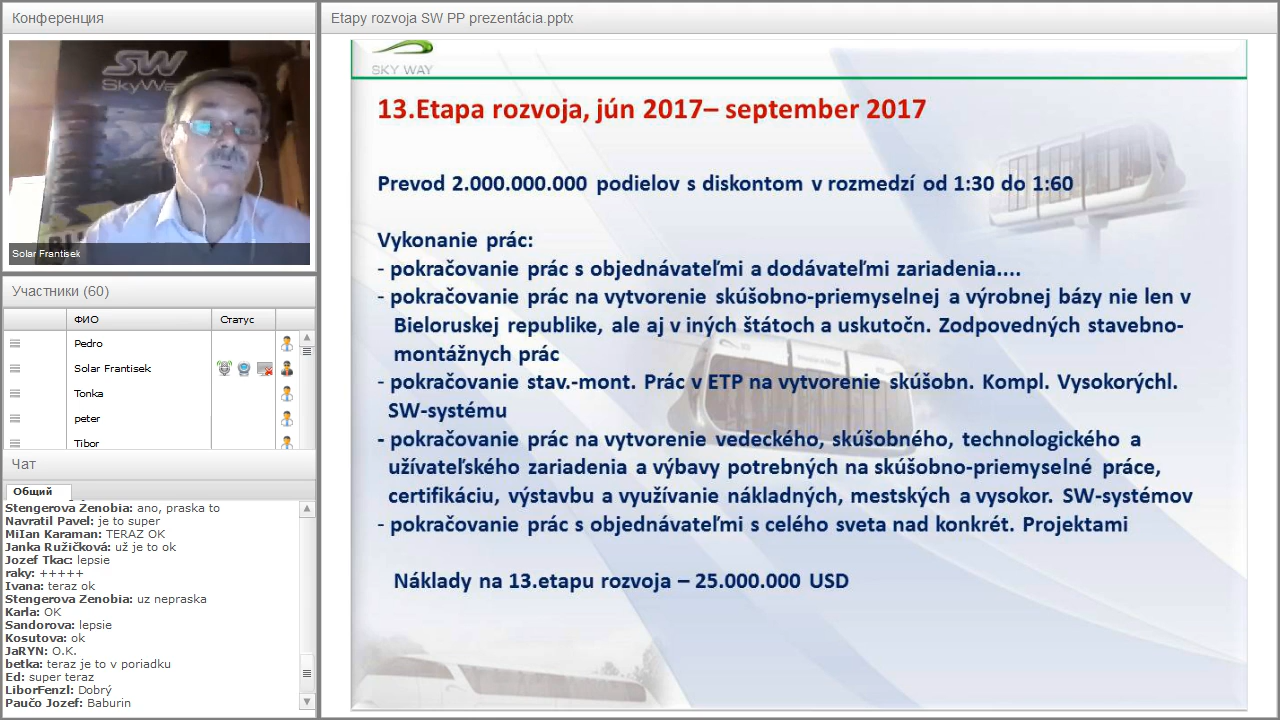 Конференция
SW
SkyWay
Solar Frantisek
Участники (60)
ФИО
Статус
Pedro
Solar Frantisek
Tonka
peter
Tibor
Чат
Общий
Stengerova Zenobia: ano, praska to
Navratil Pavel: je to super
MiIan Karaman: TERAZ OK
Janka Ružičková: už je to ok
Jozef Tkac: lepsie
raky: +++++
Ivana: teraz ok
Stengerova Zenobia: uz nepraska
Karla: OK
Sandorova: lepsie
Kosutova: ok
JaRYN: O.K.
betka: teraz je to v poriadku
Ed: super teraz
LiborFenzl: Dobrý
Paučo Jozef: Baburin
Etapy rozvoja SW PP prezentácia.pptx
SKY WAY
13.Etapa rozvoja, jún 2017– september 2017
Prevod 2.000.000.000 podielov s diskontom v rozmedzí od 1:30 do 1:60
Vykonanie prác:
- pokračovanie prác s objednávateľmi a dodávateľmi zariadenia....
- pokračovanie prác na vytvorenie skúšobno-priemyselnej a výrobnej bázy nie len v
Bieloruskej republike, ale aj v iných štátoch a uskutočn. Zodpovedných stavebno-
montážnych prác
- pokračovanie stav.-mont. Prác v ETP na vytvorenie skúšobn. Kompl. Vysokorýchl.
SW-systému
- pokračovanie prác na vytvorenie vedeckého, skúšobného, technologického a
užívateľského zariadenia a výbavy potrebných na skúšobno-priemyselné práce,
certifikáciu, výstavbu a využívanie nákladných, mestských a vysokor. SW-systémov
- pokračovanie prác s objednávateľmi s celého sveta nad konkrét. Projektami
Náklady na 13.etapu rozvoja – 25.000.000 USD